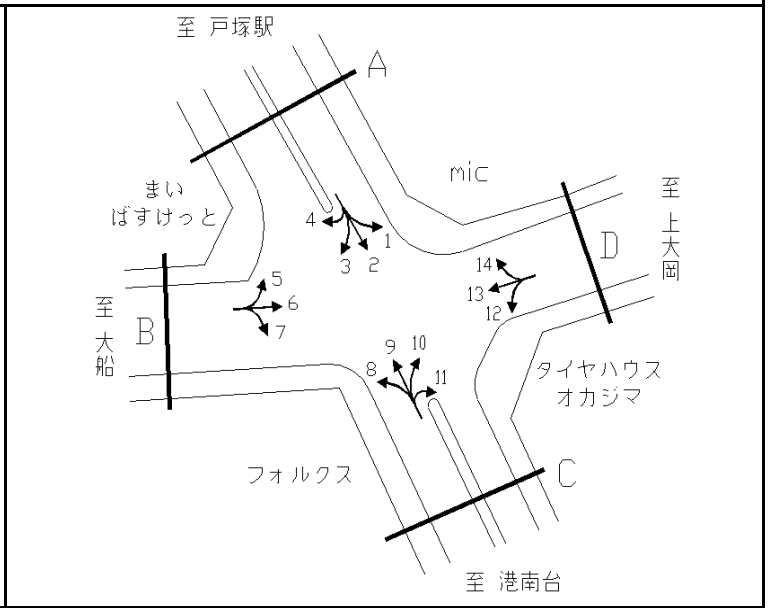 至 戸塚駅
A
mic
まい
ばすけっと
至 上大岡
D
4
1
3
2
14
13
12
5
6
7
至 大船
B
9
10
8
11
タイヤハウス
オカジマ
フォルクス
C
至 港南台